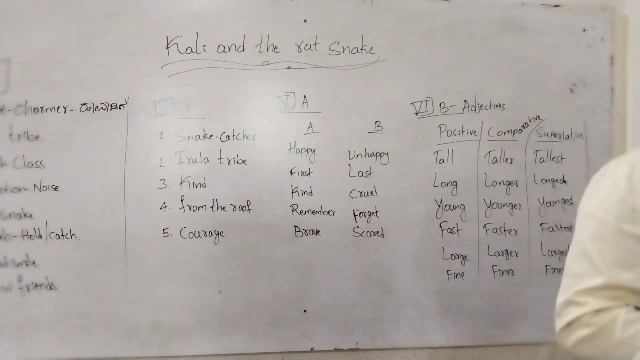 Kali and the rat snake
e-Charmer-
tribe
Class
Noise
snake
Hold/catch.
friends
1. Snake-Catcher
2. Irula tribe
3. Kind
4. from the roof
5. Courage
I A
A B
Happy Unhappy
First Last
Kind Cruel
Remember Forget
Brave Scared
VI B- Adjectives
Positive Comparative Superlative
Tall Taller Tallest
Long Longer Longest
Young Younger Youngest
Fast Faster Fastest
Large Larger Largest
Fine Finer Fine